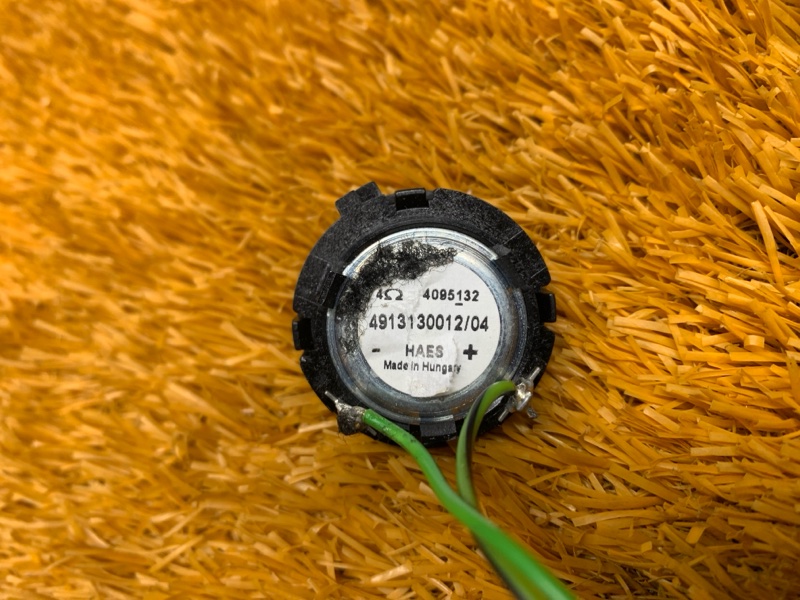 4Ω 4095132
4913130012/04
- HAES +
Made in Hungary